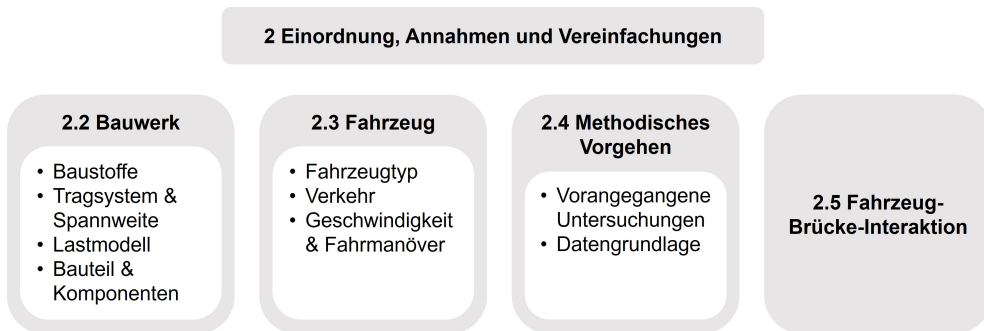 2 Einordnung, Annahmen und Vereinfachungen
2.2 Bauwerk
• Baustoffe
• Tragsystem &
Spannweite
• Lastmodell
• Bauteil &
Komponenten
2.3 Fahrzeug
• Fahrzeugtyp
• Verkehr
• Geschwindigkeit
& Fahrmanöver
2.4 Methodisches
Vorgehen
• Vorangegangene
Untersuchungen
• Datengrundlage
2.5 Fahrzeug-
Brücke-Interaktion